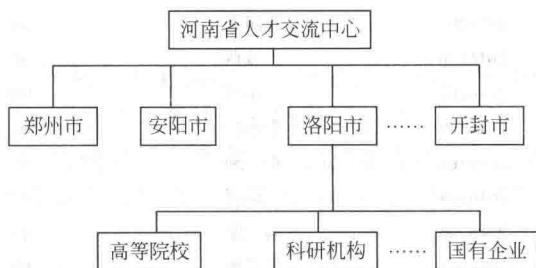 河南省人才交流中心
郑州市 安阳市 洛阳市 …… 开封市
高等院校 科研机构 …… 国有企业